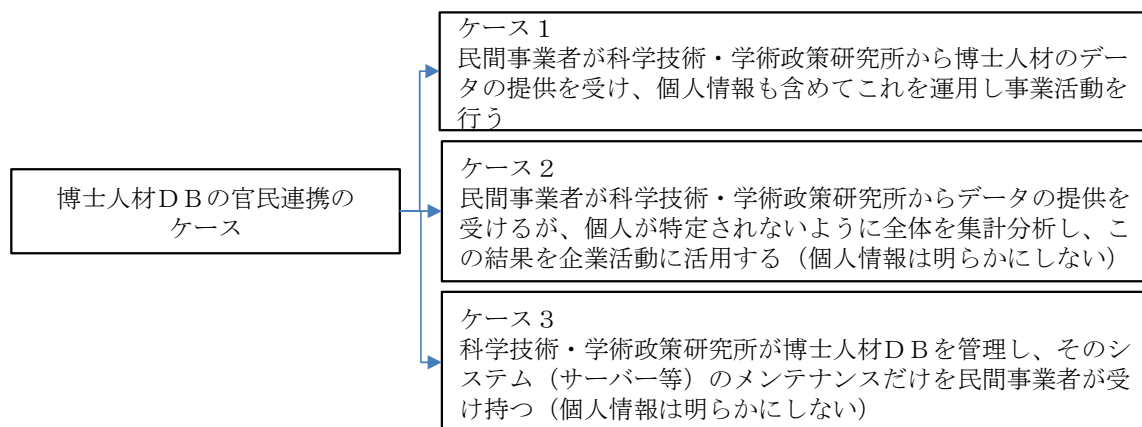 ケース１
民間事業者が科学技術・学術政策研究所から博士人材のデー
タの提供を受け、個人情報も含めてこれを運用し事業活動を
行う
博士人材ＤＢの官民連携の
ケース
ケース２
民間事業者が科学技術・学術政策研究所からデータの提供を
受けるが、個人が特定されないように全体を集計分析し、こ
の結果を企業活動に活用する（個人情報は明らかにしない）
ケース３
科学技術・学術政策研究所が博士人材ＤＢを管理し、そのシ
ステム（サーバー等）のメンテナンスだけを民間事業者が受
け持つ（個人情報は明らかにしない）